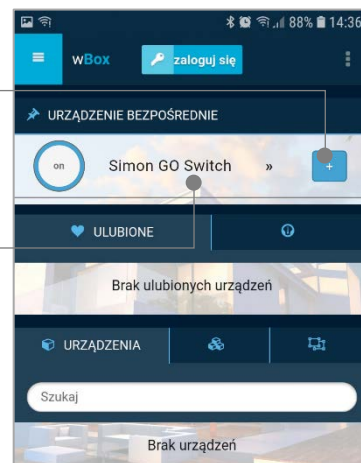 88% 14:36
wBox zaloguj się
URZĄDZENIE BEZPOŚREDNIE
on Simon GO Switch » +
ULUBIONE
Brak ulubionych urządzeń
URZĄDZENIA
Szukaj
Brak urządzeń